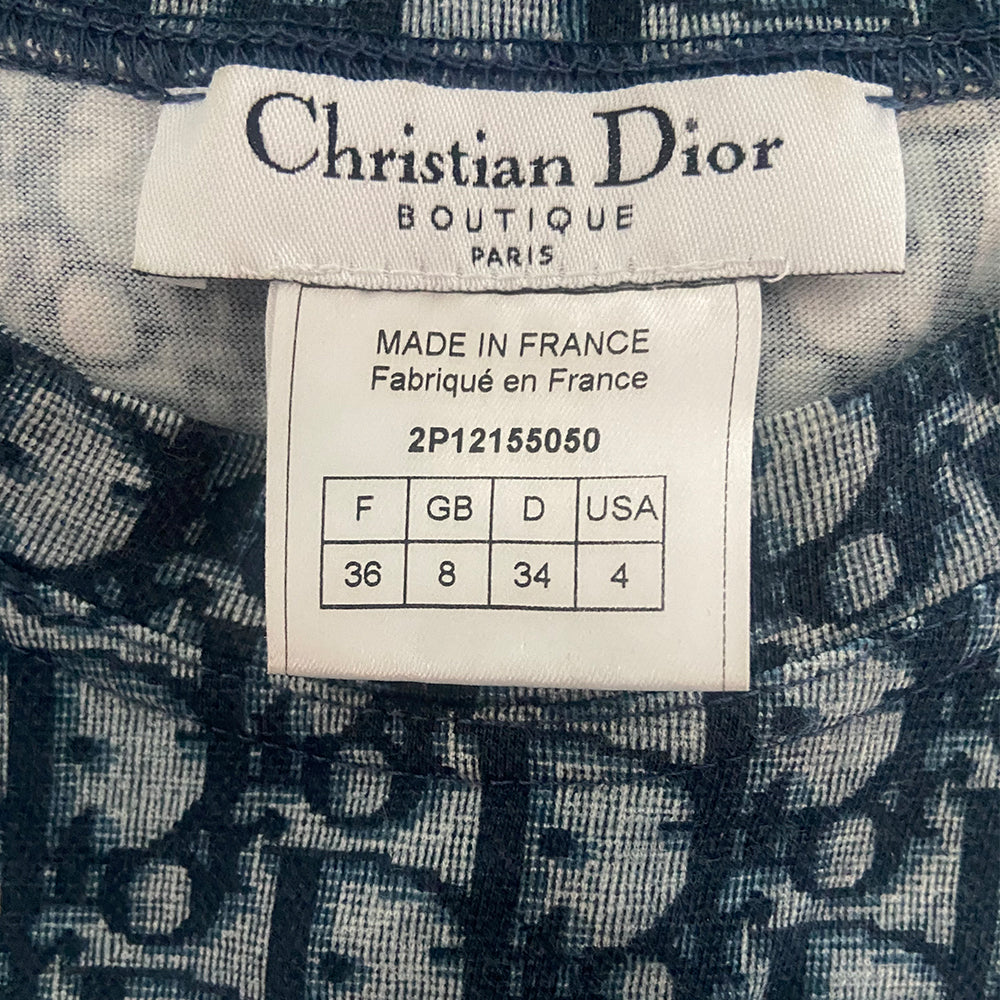 Christian Dior
BOUTIQUE
PARIS
MADE IN FRANCE
Fabriqué en France
2P12155050
F GB D USA
36 8 34 4